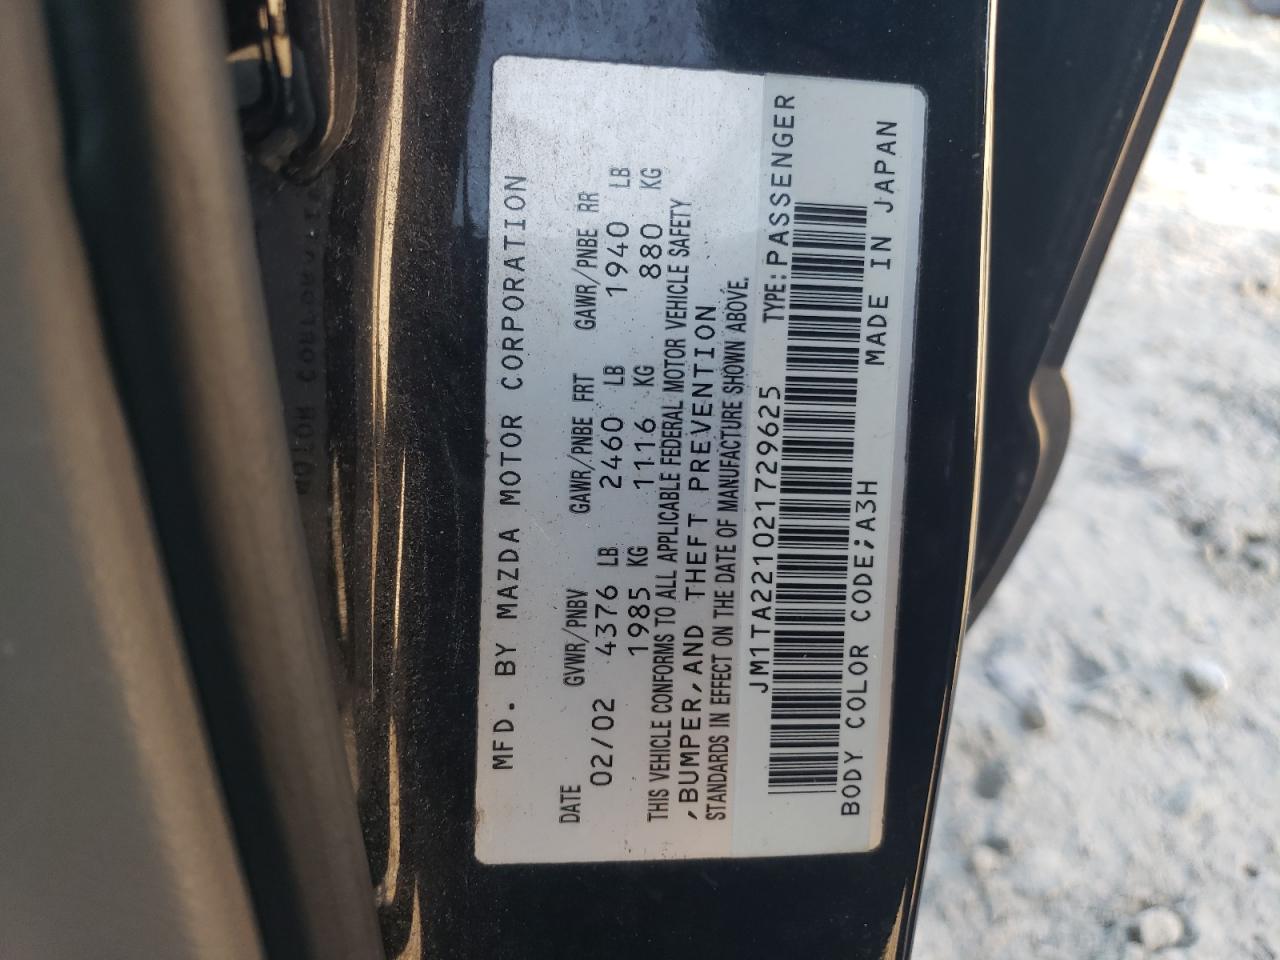 MFD. BY MAZDA MOTOR CORPORATION
DATE GVWR/PNBV GAWR/PNBE FRT GAWR/PNBE RR
02/02 4376 LB 2460 LB 1940 LB
1985 KG 1116 KG 880 KG
THIS VEHICLE CONFORMS TO ALL APPLICABLE FEDERAL MOTOR VEHICLE SAFETY
,BUMPER,AND THEFT PREVENTION
STANDARDS IN EFFECT ON THE DATE OF MANUFACTURE SHOWN ABOVE.
JM1TA221021729625 TYPE:PASSENGER
BODY COLOR CODE;A3H MADE IN JAPAN